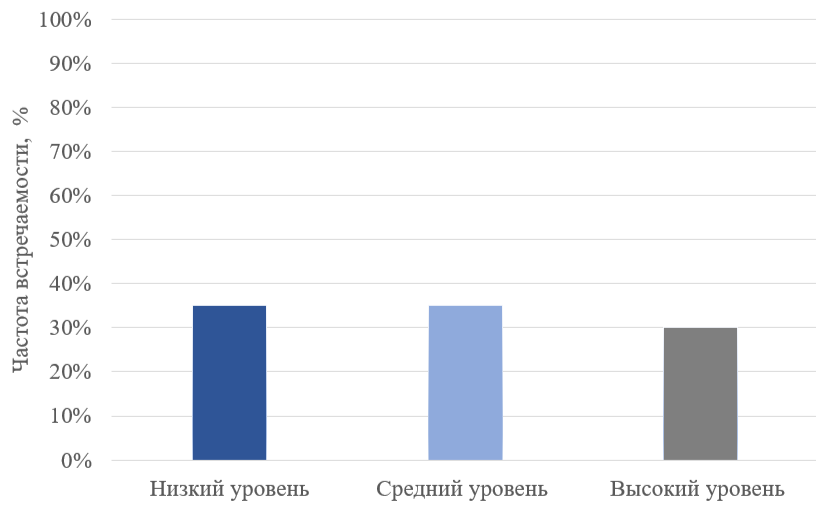 100%
90%
80%
70%
60%
50%
40%
30%
20%
10%
0%
Частота встречаемости, %
Низкий уровень
Средний уровень
Высокий уровень